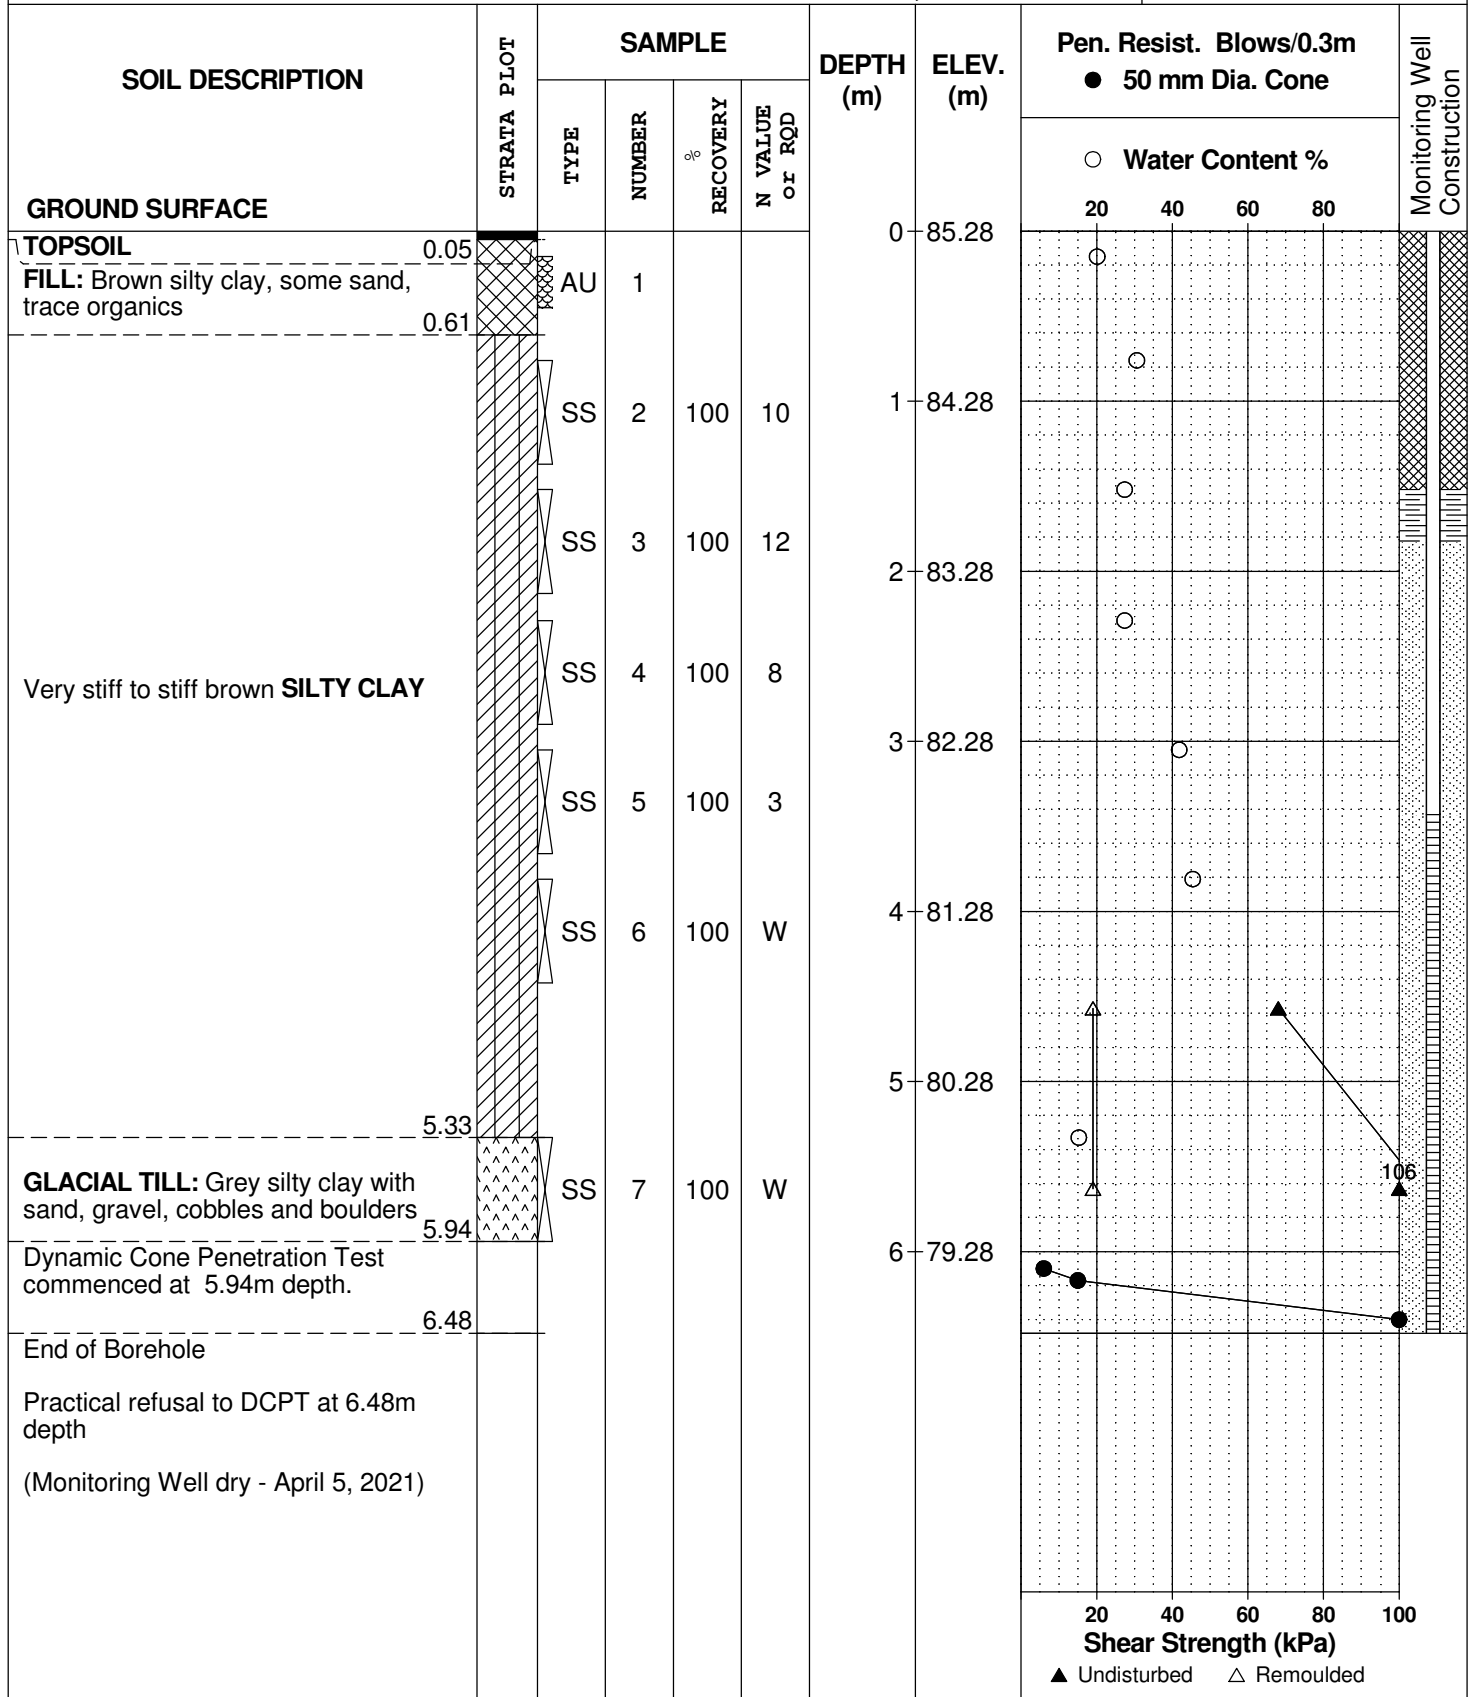 SOIL DESCRIPTION
GROUND SURFACE
STRATA PLOT
SAMPLE
TYPE
NUMBER
%
RECOVERY
N VALUE
or RQD
DEPTH
(m)
ELEV.
(m)
Pen. Resist. Blows/0.3m
● 50 mm Dia. Cone
○ Water Content %
20 40 60 80
Monitoring Well
Construction
TOPSOIL 0.05
FILL: Brown silty clay, some sand,
trace organics
0.61
Very stiff to stiff brown SILTY CLAY
5.33
GLACIAL TILL: Grey silty clay with
sand, gravel, cobbles and boulders
5.94
Dynamic Cone Penetration Test
commenced at 5.94m depth.
6.48
End of Borehole
Practical refusal to DCPT at 6.48m
depth
(Monitoring Well dry - April 5, 2021)
AU 1
SS 2 100 10
SS 3 100 12
SS 4 100 8
SS 5 100 3
SS 6 100 W
SS 7 100 W
0 85.28
1 84.28
2 83.28
3 82.28
4 81.28
5 80.28
6 79.28
106
20 40 60 80 100
Shear Strength (kPa)
▲ Undisturbed △ Remoulded